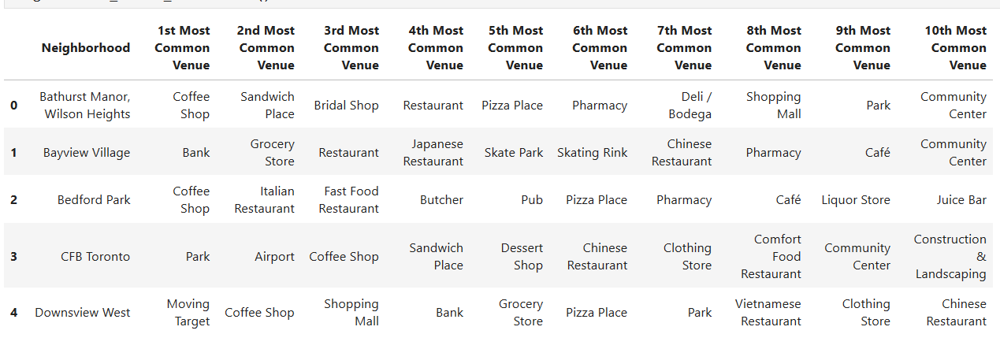 Neighborhood 1st Most Common Venue 2nd Most Common Venue 3rd Most Common Venue 4th Most Common Venue 5th Most Common Venue 6th Most Common Venue 7th Most Common Venue 8th Most Common Venue 9th Most Common Venue 10th Most Common Venue
0 Bathurst Manor, Wilson Heights Coffee Shop Sandwich Place Bridal Shop Restaurant Pizza Place Pharmacy Deli / Bodega Shopping Mall Park Community Center
1 Bayview Village Bank Grocery Store Restaurant Japanese Restaurant Skate Park Skating Rink Chinese Restaurant Pharmacy Café Community Center
2 Bedford Park Coffee Shop Italian Restaurant Fast Food Restaurant Butcher Pub Pizza Place Pharmacy Café Liquor Store Juice Bar
3 CFB Toronto Park Airport Coffee Shop Sandwich Place Dessert Shop Chinese Restaurant Clothing Store Comfort Food Restaurant Community Center Construction & Landscaping
4 Downsview West Moving Target Coffee Shop Shopping Mall Bank Grocery Store Pizza Place Park Vietnamese Restaurant Clothing Store Chinese Restaurant